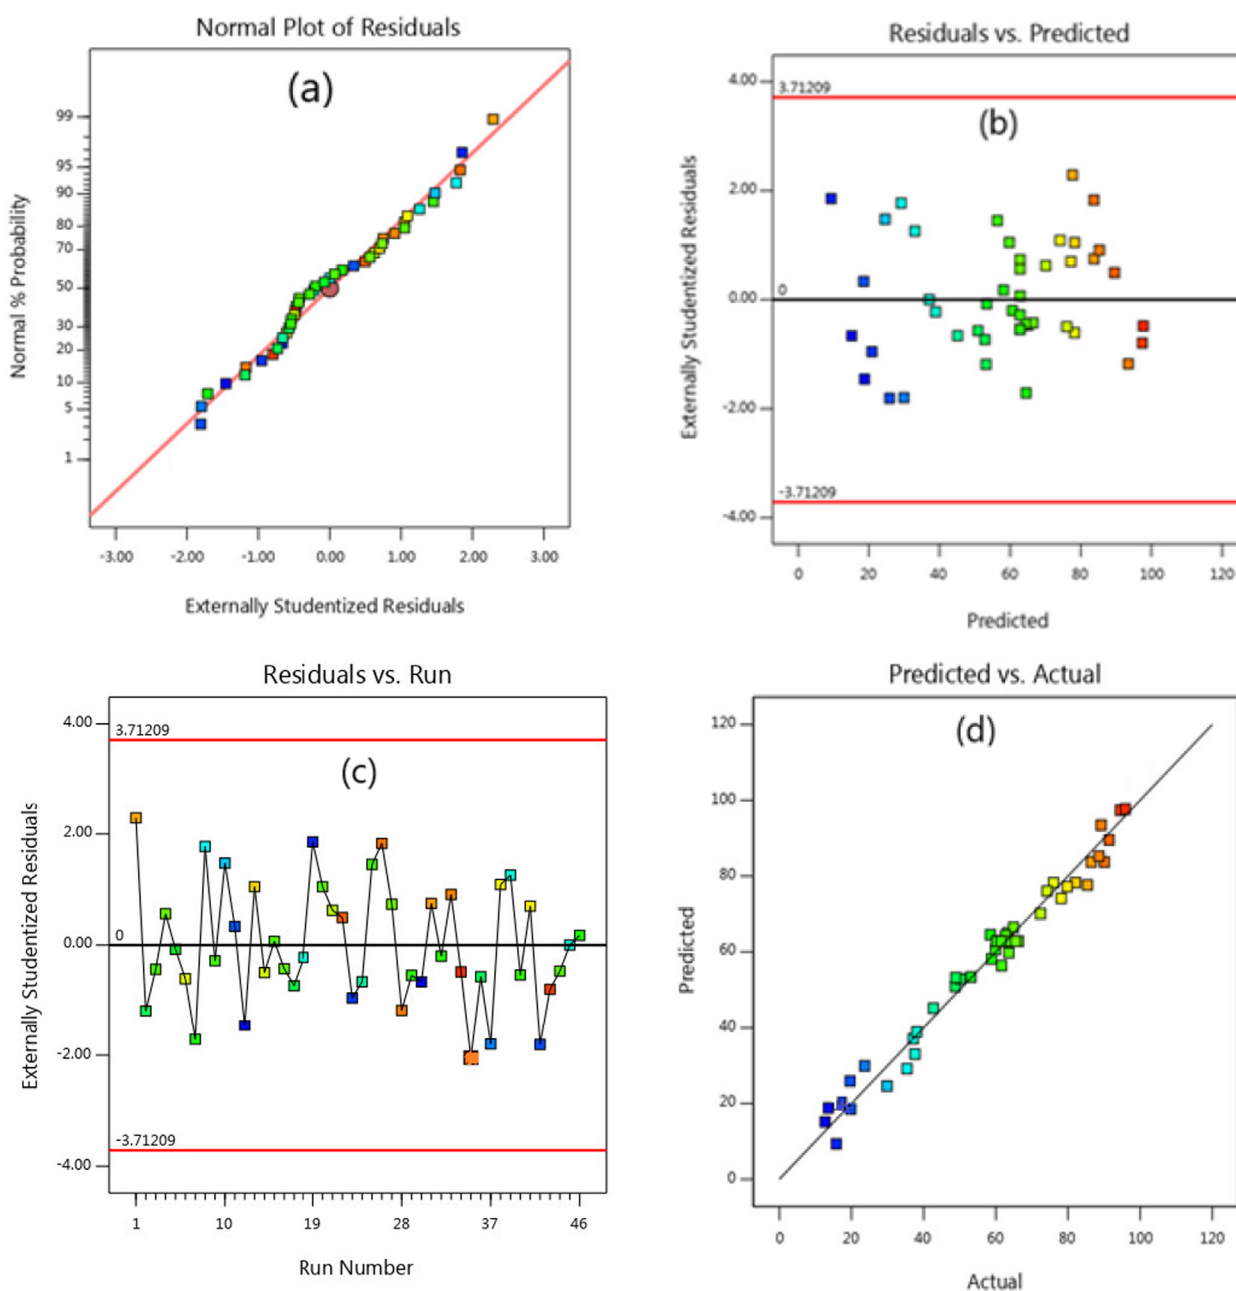 Normal Plot of Residuals
(a)
99
95
90
80
70
50
30
20
10
5
1
Normal % Probability
-3.00 -2.00 -1.00 0.00 1.00 2.00 3.00
Externally Studentized Residuals
Residuals vs. Predicted
4.00
3.71209
(b)
2.00
0.00
0
-2.00
-3.71209
-4.00
Externally Studentized Residuals
0 20 40 60 80 100 120
Predicted
Residuals vs. Run
4.00
3.71209
(c)
2.00
0.00
0
-2.00
-3.71209
-4.00
Externally Studentized Residuals
1 10 19 28 37 46
Run Number
Predicted vs. Actual
(d)
120
100
80
60
40
20
0
Predicted
0 20 40 60 80 100 120
Actual